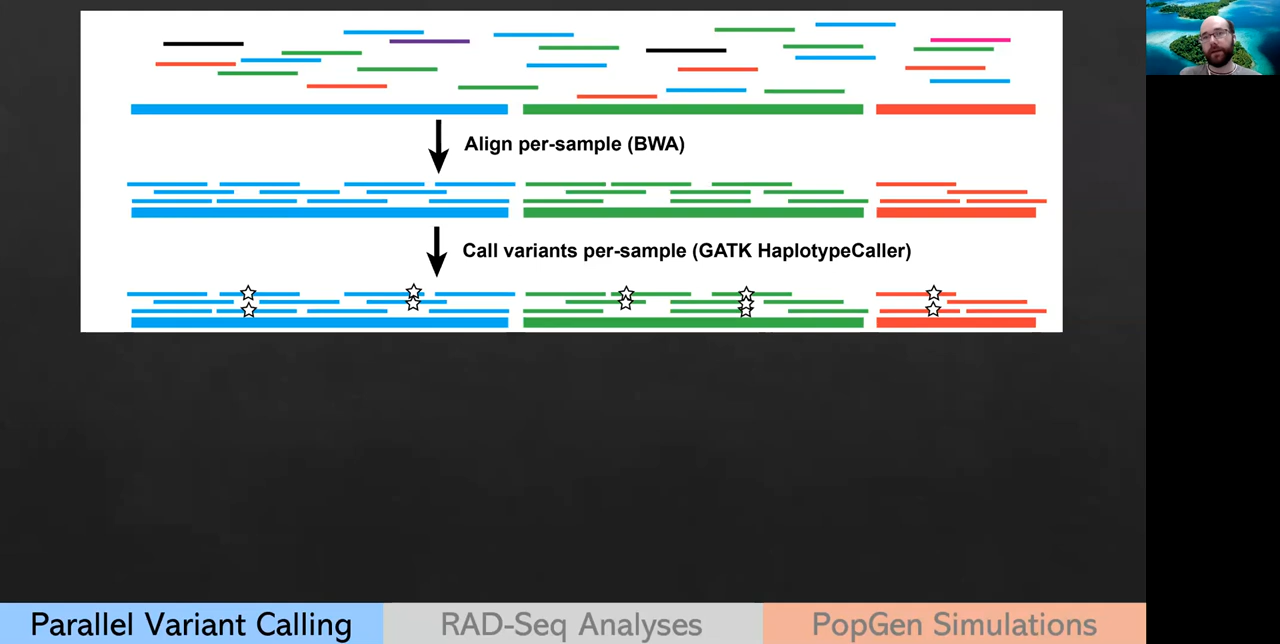 Align per-sample (BWA)
Call variants per-sample (GATK HaplotypeCaller)
Parallel Variant Calling
RAD-Seq Analyses
PopGen Simulations